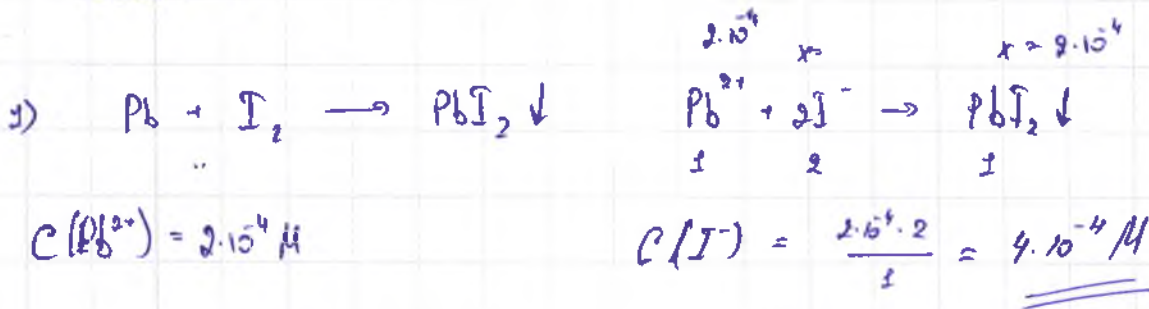 2·10⁻⁴ x= x = 2·10⁻⁴
1) Pb + I₂ → PbI₂ ↓ Pb²⁺ + 2I⁻ → PbI₂ ↓
1 2 1
C(Pb²⁺) = 2·10⁻⁴ M C(I⁻) = 2·10⁻⁴·2 / 1 = 4·10⁻⁴ M